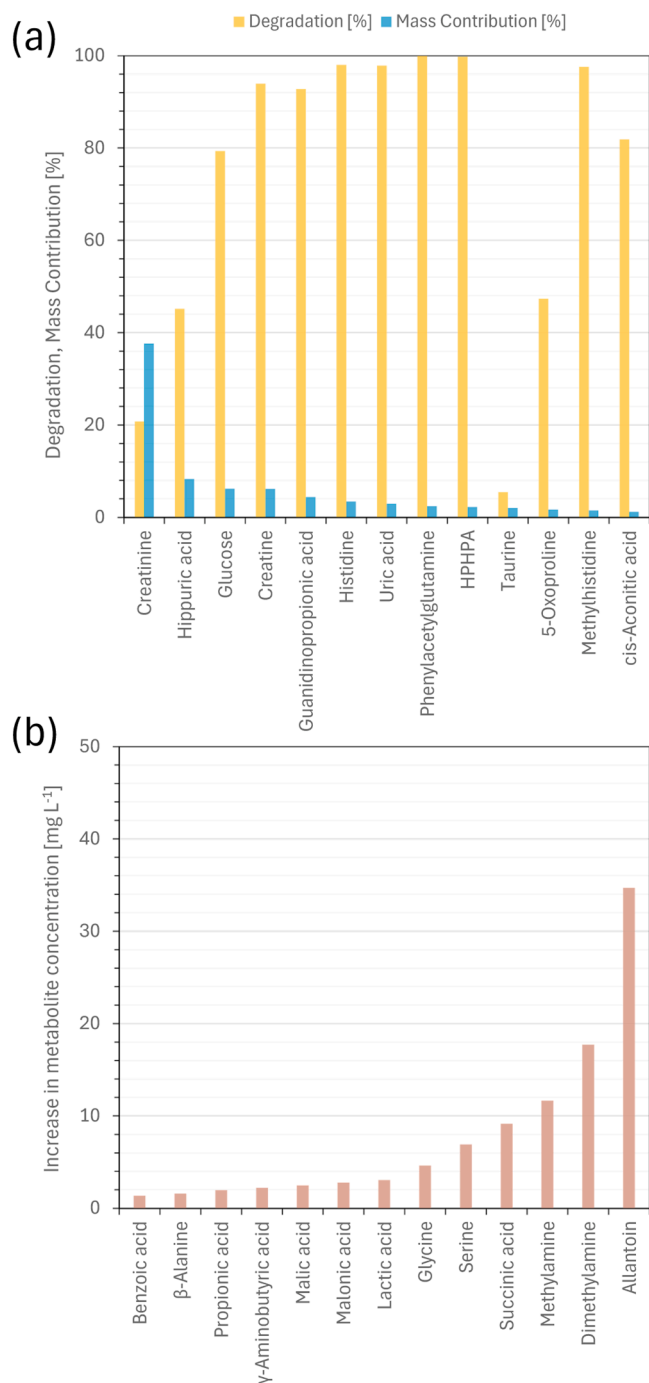 Degradation [%] Mass Contribution [%]
(a)
Degradation, Mass Contribution [%]
100
80
60
40
20
0
Creatinine
Hippuric acid
Glucose
Creatine
Guanidinopropionic acid
Histidine
Uric acid
Phenylacetylglutamine
HPHPA
Taurine
5-Oxoproline
Methylhistidine
cis-Aconitic acid
(b)
Increase in metabolite concentration [mg L⁻¹]
50
40
30
20
10
0
Benzoic acid
β-Alanine
Propionic acid
γ-Aminobutyric acid
Malic acid
Malonic acid
Lactic acid
Glycine
Serine
Succinic acid
Methylamine
Dimethylamine
Allantoin